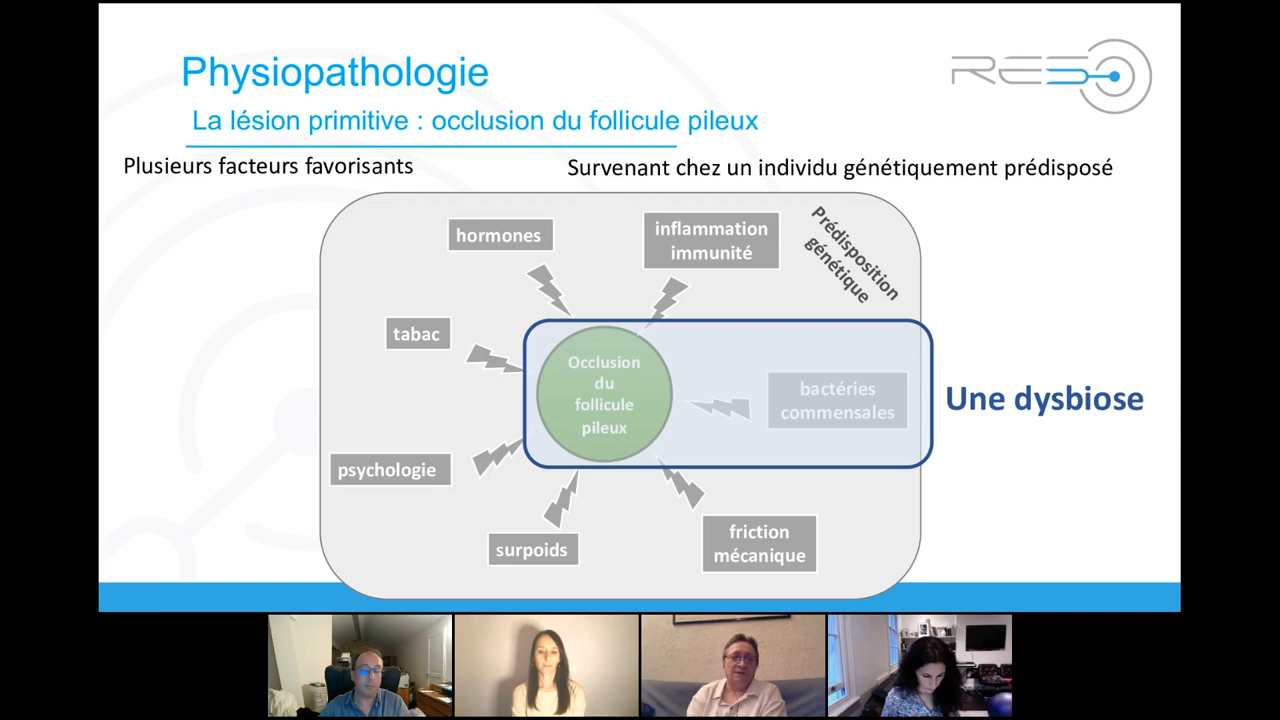 Physiopathologie
RESO
La lésion primitive : occlusion du follicule pileux
Plusieurs facteurs favorisants
Survenant chez un individu génétiquement prédisposé
hormones
inflammation
immunité
Prédisposition
génétique
tabac
Occlusion
du
follicule
pileux
bactéries
commensales
Une dysbiose
psychologie
surpoids
friction
mécanique